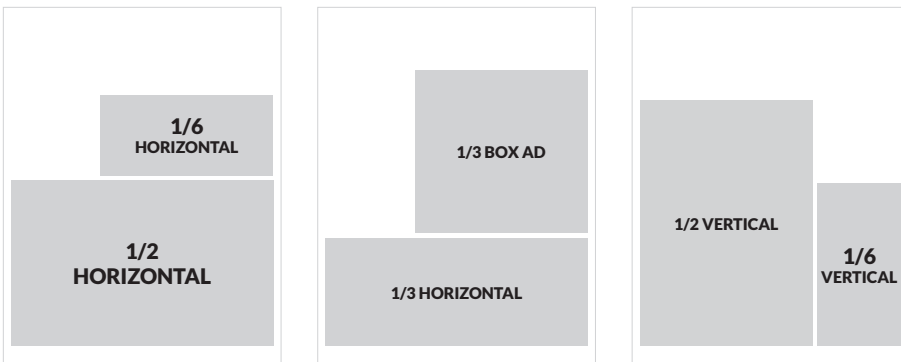 1/6
HORIZONTAL
1/2
HORIZONTAL
1/3 BOX AD
1/3 HORIZONTAL
1/2 VERTICAL
1/6
VERTICAL